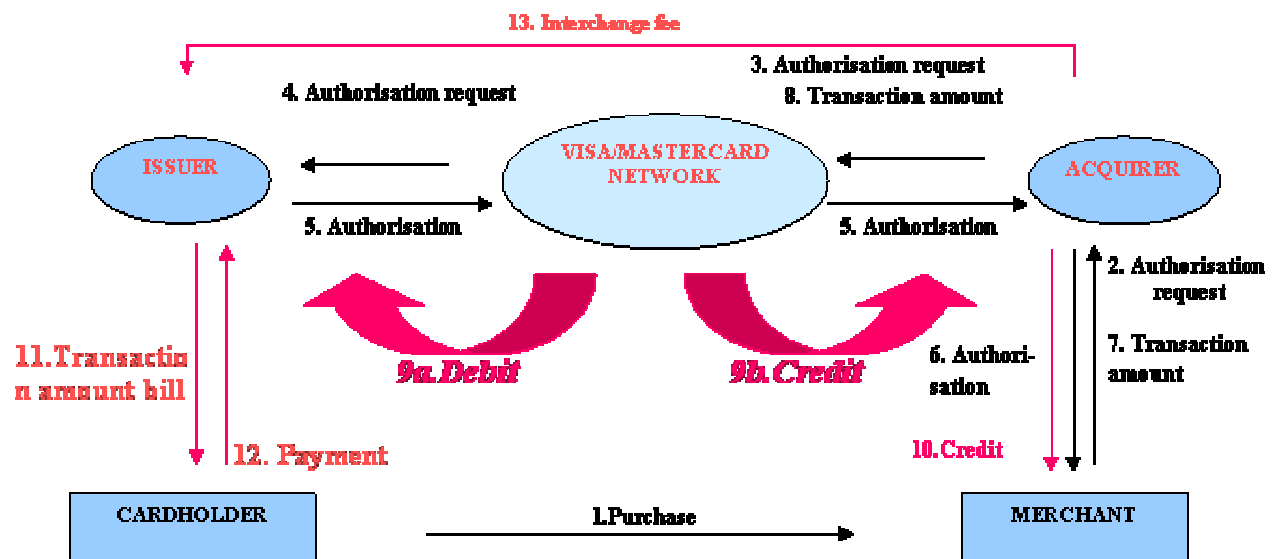 13. Interchange fee
3. Authorisation request
8. Transaction amount
4. Authorisation request
ISSUER
VISA/MASTERCARD
NETWORK
ACQUIRER
5. Authorisation
5. Authorisation
2. Authorisation
request
11.Transactio
n amount bill
9a.Debit
9b.Credit
6. Authori-
sation
7. Transaction
amount
12. Payment
10.Credit
CARDHOLDER
1.Purchase
MERCHANT